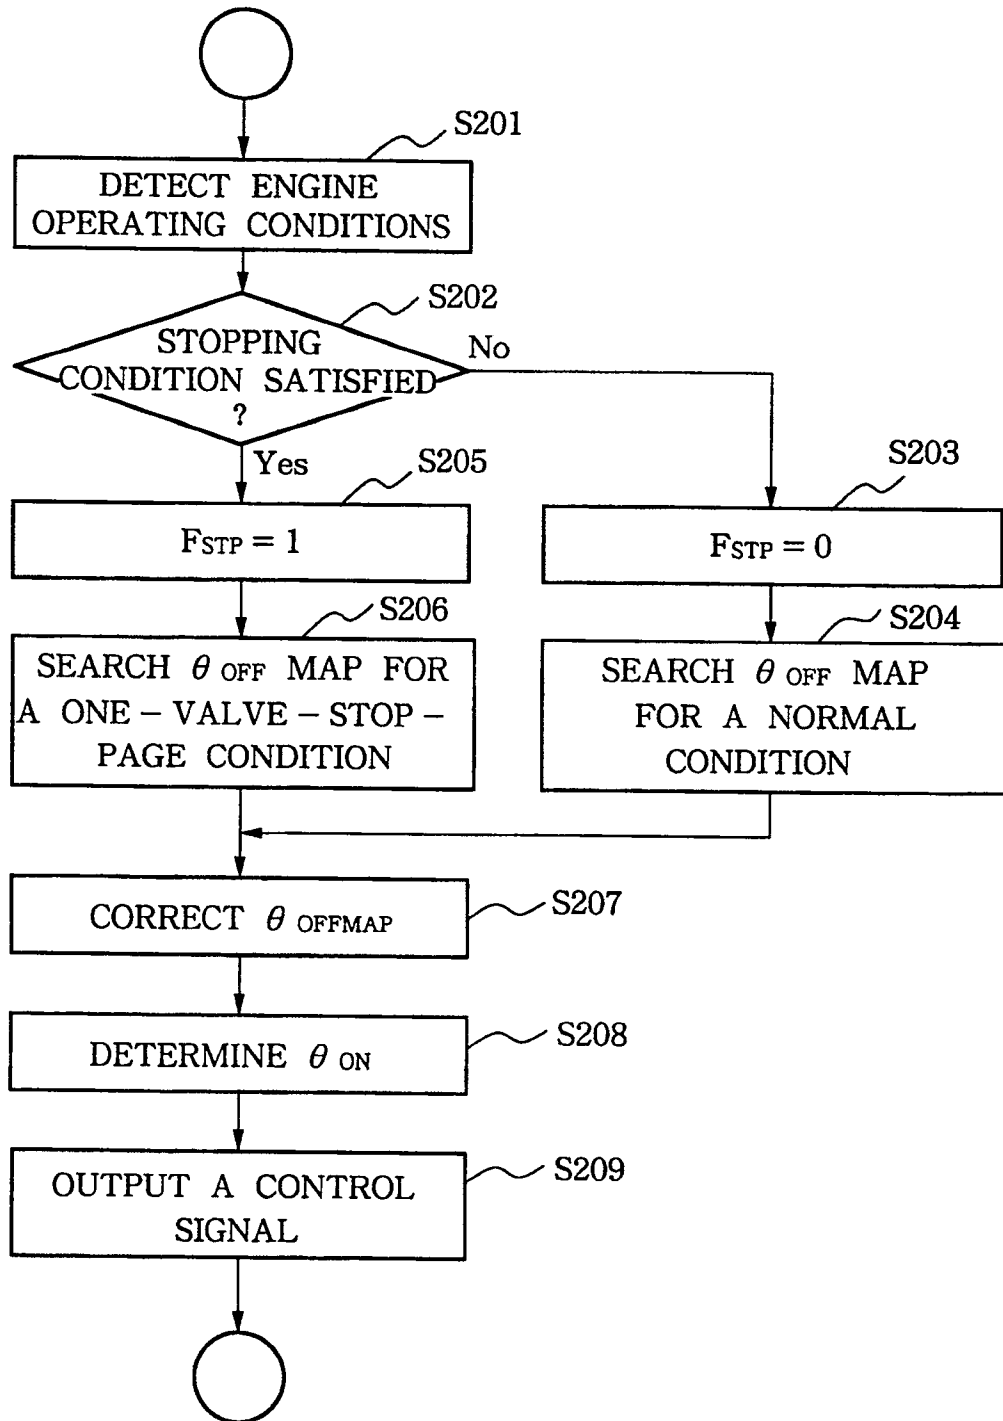 S201
DETECT ENGINE
OPERATING CONDITIONS
S202
STOPPING
CONDITION SATISFIED
?
No
Yes
S205
FSTP = 1
S203
FSTP = 0
S206
SEARCH θ OFF MAP FOR
A ONE – VALVE – STOP –
PAGE CONDITION
S204
SEARCH θ OFF MAP
FOR A NORMAL
CONDITION
S207
CORRECT θ OFFMAP
S208
DETERMINE θ ON
S209
OUTPUT A CONTROL
SIGNAL